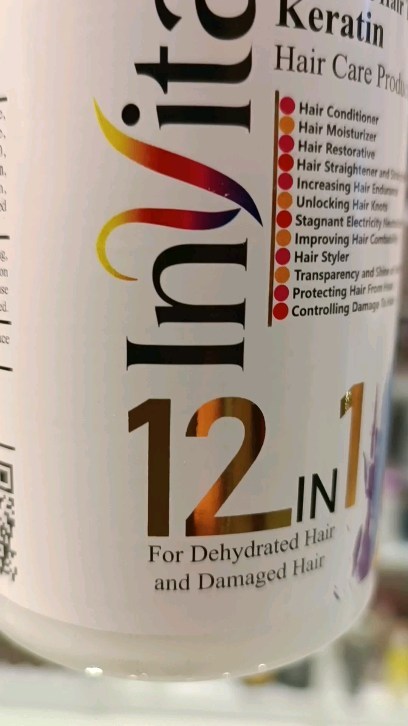 Keratin
Hair Care
InVita
Hair Conditioner
Hair Moisturizer
Hair Restorative
Hair Straightener and
Increasing Hair
Unlocking Hair Knots
Stagnant Electricity
Improving Hair
Hair Styler
Transparency and
Protecting Hair From
Controlling Damage
12 IN 1
For Dehydrated Hair
and Damaged Hair